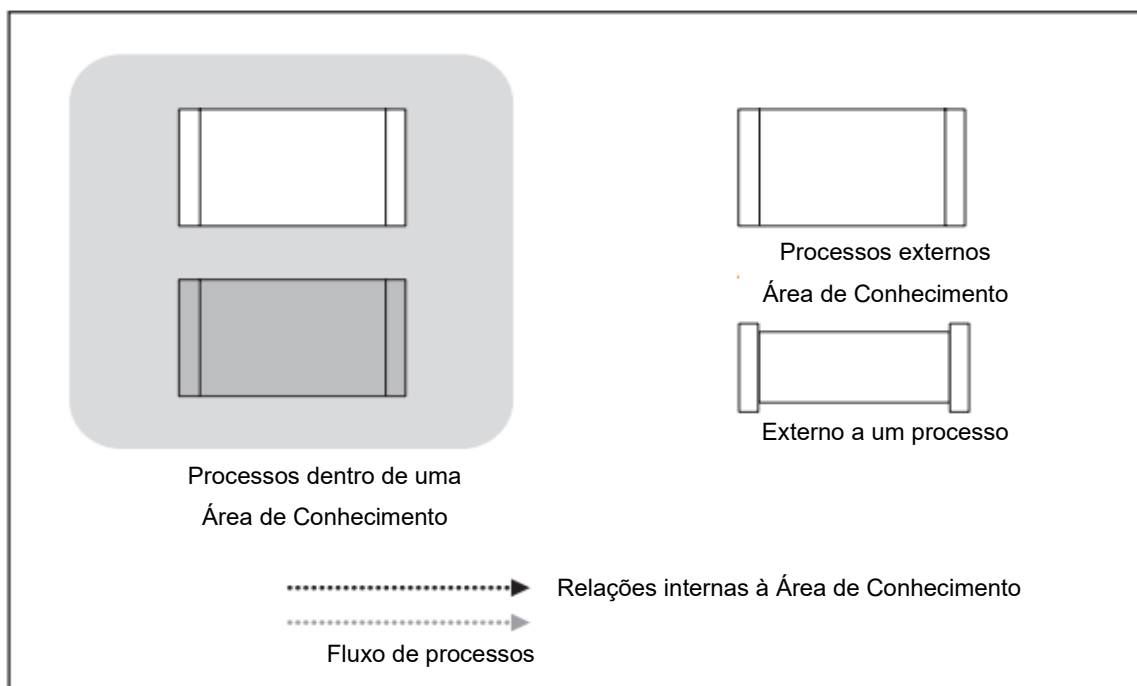 Processos externos
Área de Conhecimento
Externo a um processo
Processos dentro de uma
Área de Conhecimento
Relações internas à Área de Conhecimento
Fluxo de processos